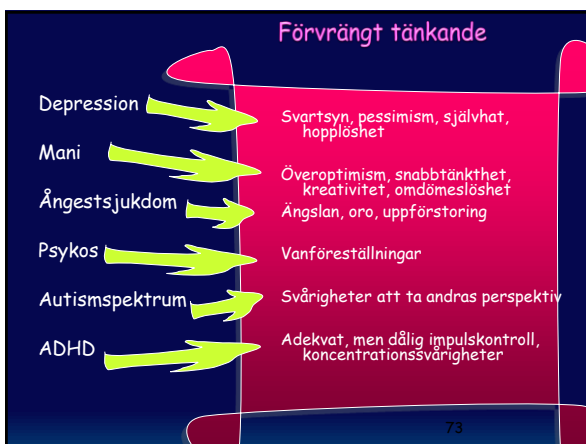 Förvrängt tänkande
Depression
Svartsyn, pessimism, självhat,
hopplöshet
Mani
Överoptimism, snabbtänkthet,
kreativitet, omdömeslöshet
Ångestsjukdom
Ängslan, oro, uppförstoring
Psykos
Vanföreställningar
Autismspektrum
Svårigheter att ta andras perspektiv
ADHD
Adekvat, men dålig impulskontroll,
koncentrationssvårigheter
73